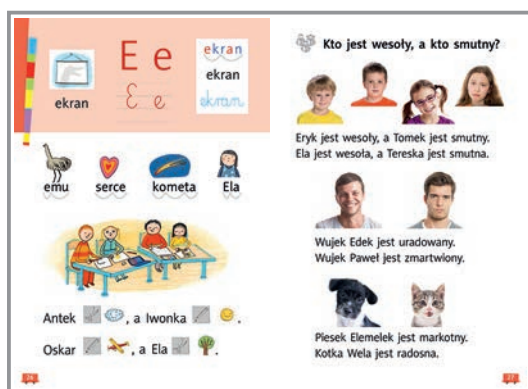 E e
ekran
ekran
ekran
ekran
E e
emu
serce
kometa
Ela
Antek , a Iwonka .
Oskar , a Ela .
26
Kto jest wesoły, a kto smutny?
Eryk jest wesoły, a Tomek jest smutny.
Ela jest wesoła, a Tereska jest smutna.
Wujek Edek jest uradowany.
Wujek Paweł jest zmartwiony.
Piesek Elemelek jest markotny.
Kotka Wela jest radosna.
27